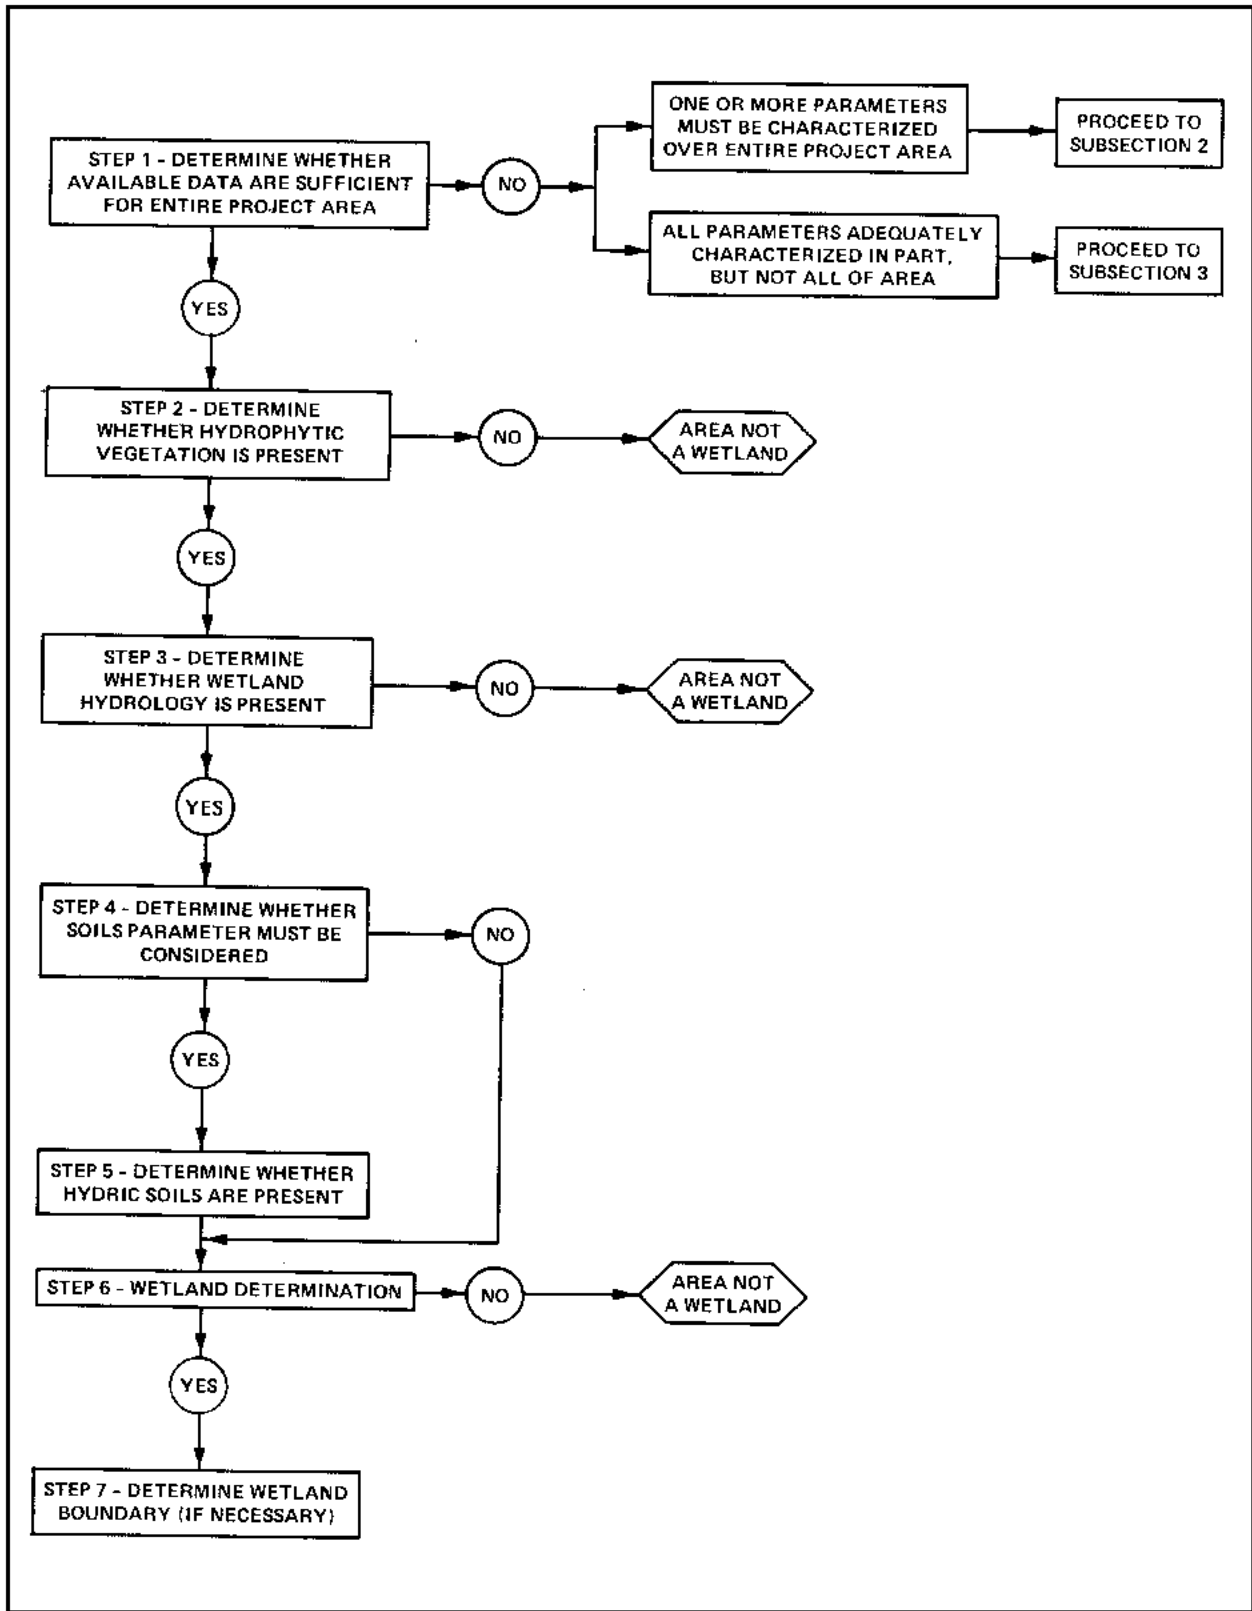 STEP 1 - DETERMINE WHETHER
AVAILABLE DATA ARE SUFFICIENT
FOR ENTIRE PROJECT AREA
NO
ONE OR MORE PARAMETERS
MUST BE CHARACTERIZED
OVER ENTIRE PROJECT AREA
PROCEED TO
SUBSECTION 2
ALL PARAMETERS ADEQUATELY
CHARACTERIZED IN PART,
BUT NOT ALL OF AREA
PROCEED TO
SUBSECTION 3
YES
STEP 2 - DETERMINE
WHETHER HYDROPHYTIC
VEGETATION IS PRESENT
NO
AREA NOT
A WETLAND
YES
STEP 3 - DETERMINE
WHETHER WETLAND
HYDROLOGY IS PRESENT
NO
AREA NOT
A WETLAND
YES
STEP 4 - DETERMINE WHETHER
SOILS PARAMETER MUST BE
CONSIDERED
NO
YES
STEP 5 - DETERMINE WHETHER
HYDRIC SOILS ARE PRESENT
STEP 6 - WETLAND DETERMINATION
NO
AREA NOT
A WETLAND
YES
STEP 7 - DETERMINE WETLAND
BOUNDARY (IF NECESSARY)